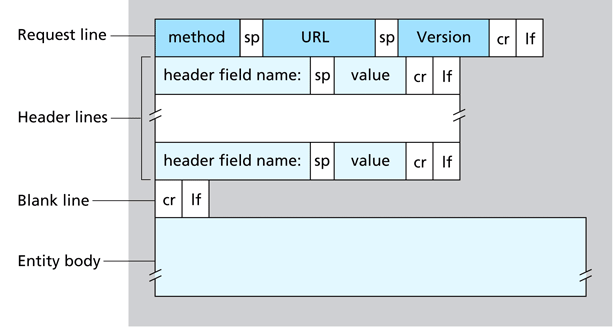 Request line method sp URL sp Version cr lf
header field name: sp value cr lf
Header lines
header field name: sp value cr lf
Blank line cr lf
Entity body